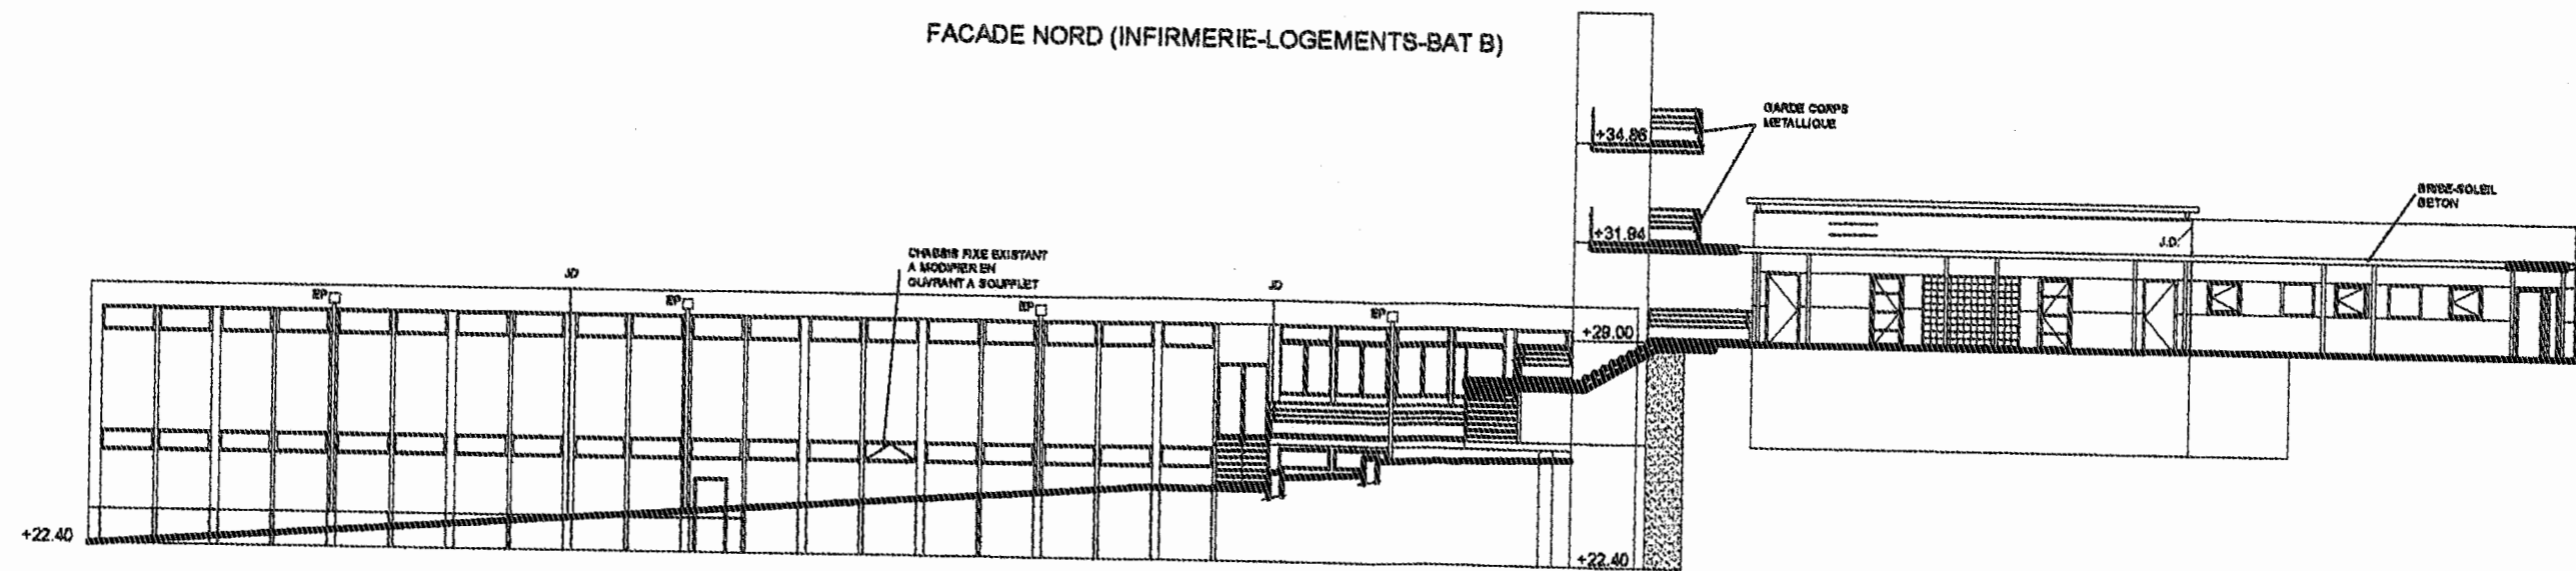 FACADE NORD (INFIRMERIE-LOGEMENTS-BAT B)
GARDE CORPS
METALLIQUE
+34.86
BRISE-SOLEIL
BETON
+31.94
J.D.
CHASSIS FIXE EXISTANT
A MODIFIER EN
OUVRANT A SOUFFLET
JD
JD
EP
EP
EP
EP
+29.00
+22.40
+22.40